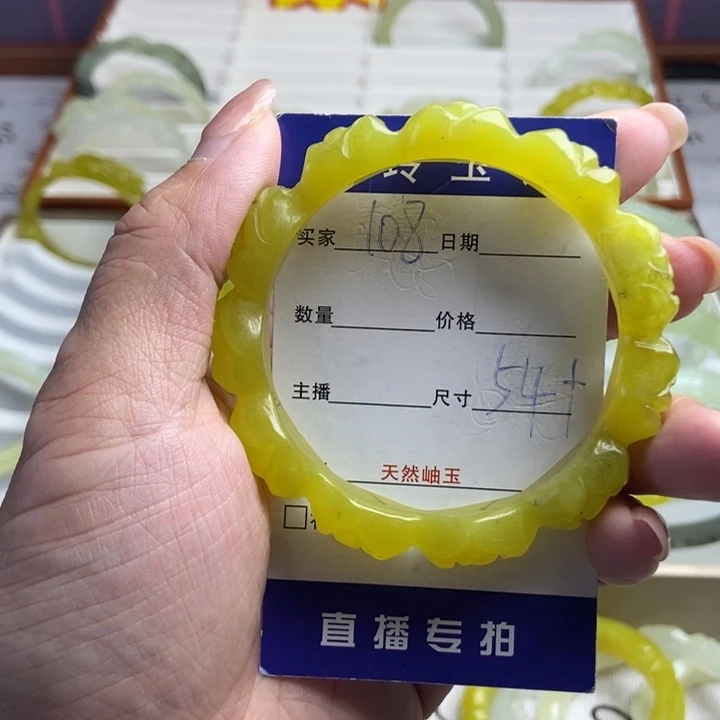 玉
买家 108 日期
数量 价格
主播 尺寸 54+
天然岫玉
直播专拍